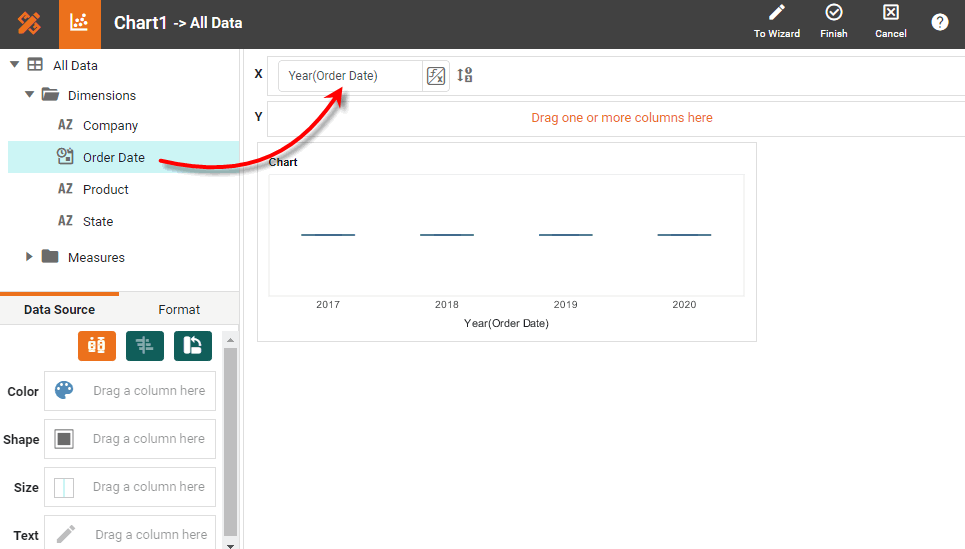 Chart1 -> All Data
To Wizard
Finish
Cancel
?
All Data
Dimensions
AZ Company
Order Date
AZ Product
AZ State
Measures
Data Source
Format
Color
Drag a column here
Shape
Drag a column here
Size
Drag a column here
Text
Drag a column here
X
Year(Order Date)
f/x
Y
Drag one or more columns here
Chart
2017 2018 2019 2020
Year(Order Date)